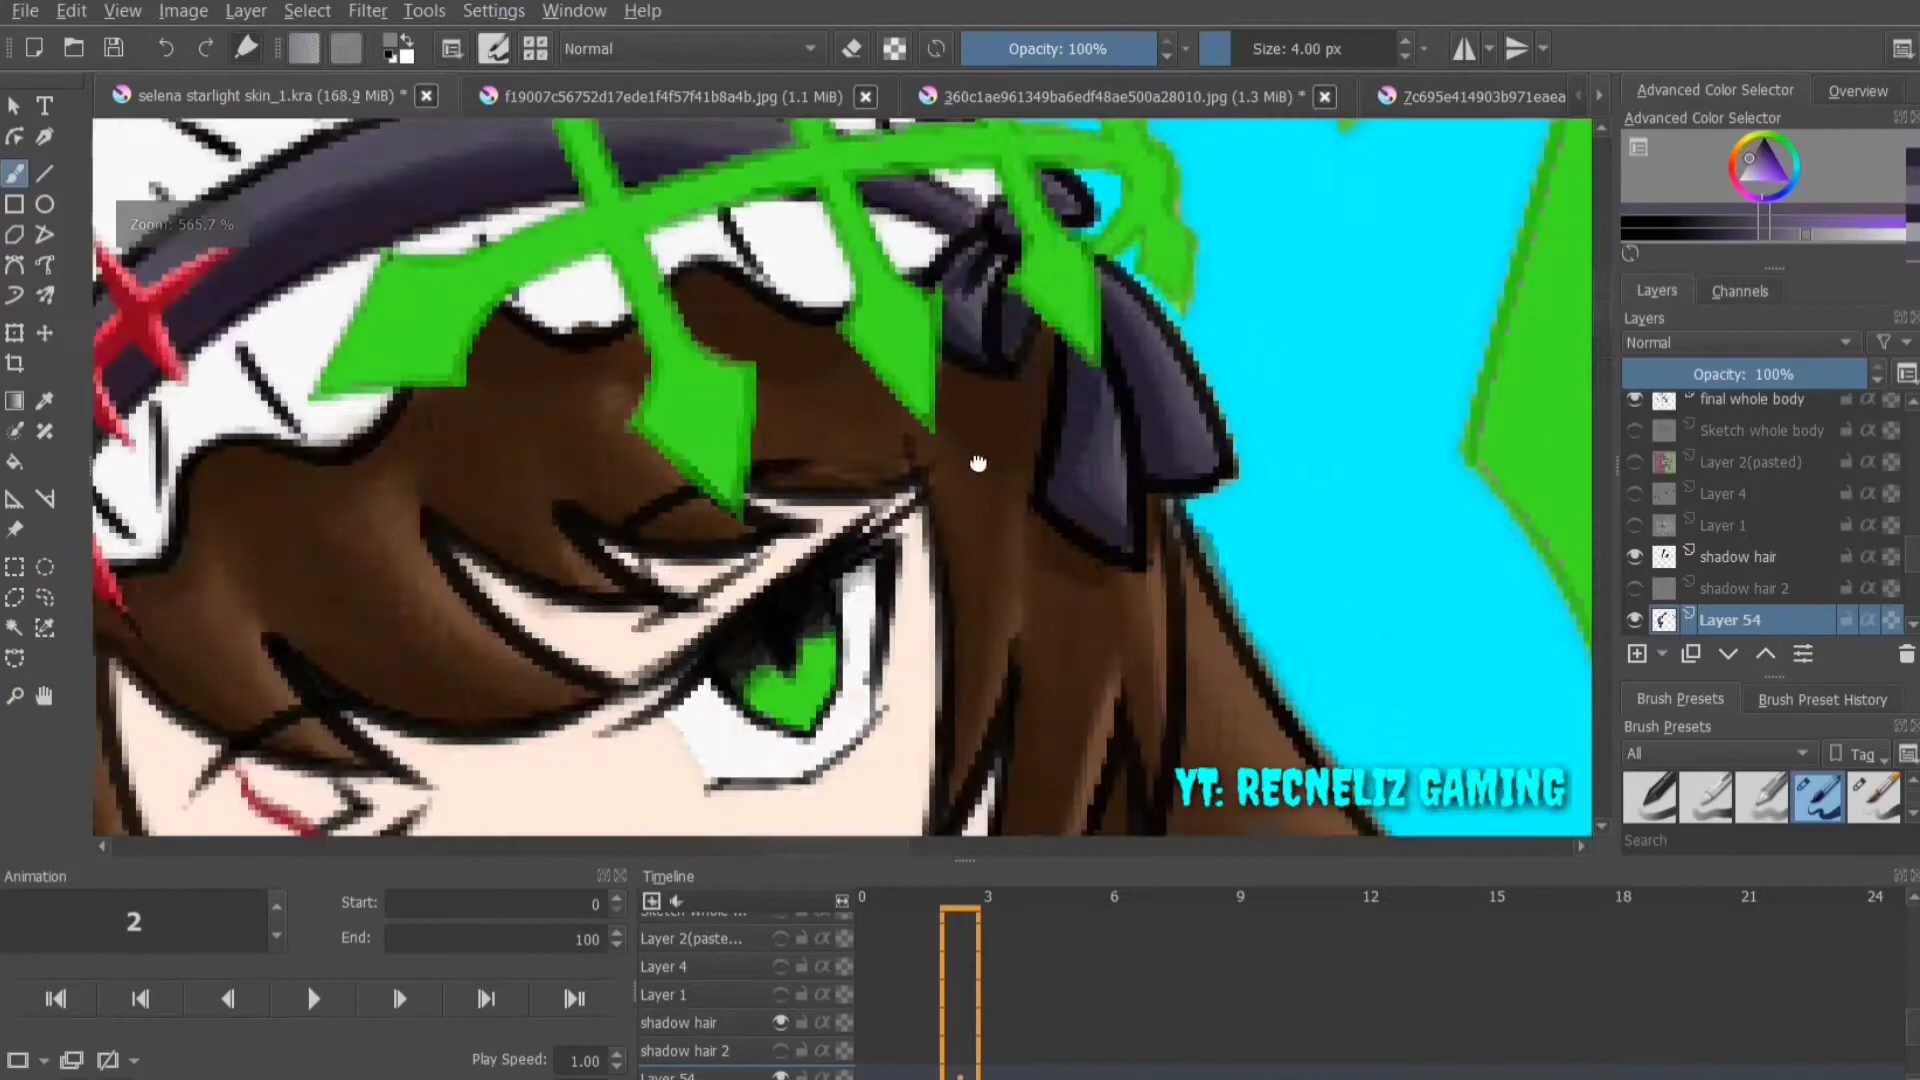 File Edit View Image Layer Select Filter Tools Settings Window Help
Normal Opacity: 100% Size: 4.00 px
selena starlight skin_1.kra (168.9 MiB) * f19007c56752d17ede1f4f57f41b8a4b.jpg (1.1 MiB) 360c1ae961349ba6edf48ae500a28010.jpg (1.3 MiB) * 7c695e414903b971eaea
Advanced Color Selector Overview
Advanced Color Selector
Zoom: 565.7 %
Layers Channels
Layers
Normal
Opacity: 100%
final whole body
Sketch whole body
Layer 2(pasted)
Layer 4
Layer 1
shadow hair
shadow hair 2
Layer 54
Brush Presets Brush Preset History
Brush Presets
All Tag
Search
YT: RECNELIZ GAMING
Animation
2
Start: 0
End: 100
Play Speed: 1.00
Timeline
0 3 6 9 12 15 18 21 24
Layer 2(paste...
Layer 4
Layer 1
shadow hair
shadow hair 2
Layer 54